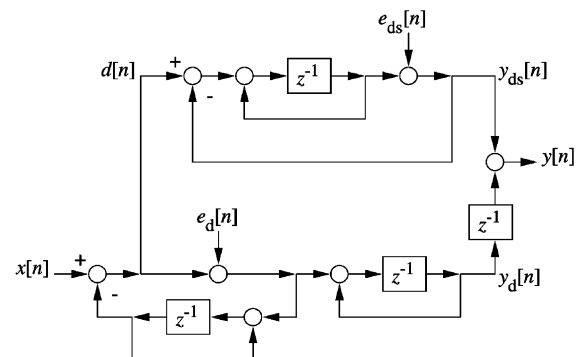 e_ds[n]
d[n]
+
z^-1
y_ds[n]
-
y[n]
e_d[n]
z^-1
x[n]
+
z^-1
y_d[n]
-
z^-1